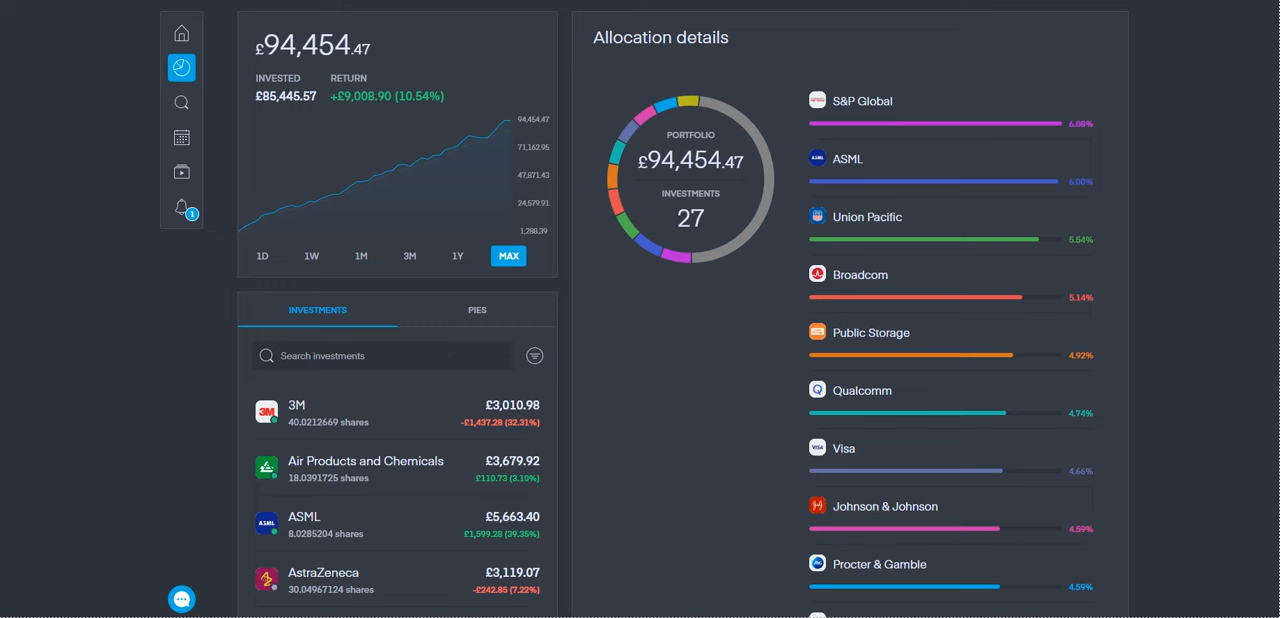 £94,454.47
INVESTED RETURN
£85,445.57 +£9,008.90 (10.54%)
94,454.47
71,162.95
47,871.43
24,579.91
1,288.39
1D 1W 1M 3M 1Y MAX
1
INVESTMENTS PIES
Search investments
3M £3,010.98
3M
40.0212669 shares -£1,437.28 (32.31%)
Air Products and Chemicals £3,679.92
18.0391725 shares £110.73 (3.10%)
ASML £5,663.40
ASML
8.0285204 shares £1,599.28 (39.35%)
AstraZeneca £3,119.07
30.04967124 shares -£242.85 (7.22%)
Allocation details
PORTFOLIO
£94,454.47
INVESTMENTS
27
S&P Global
6.08%
ASML ASML
6.00%
Union Pacific
5.54%
Broadcom
5.14%
Public Storage
4.92%
Qualcomm
4.74%
VISA Visa
4.66%
Johnson & Johnson
4.59%
Procter & Gamble
4.59%